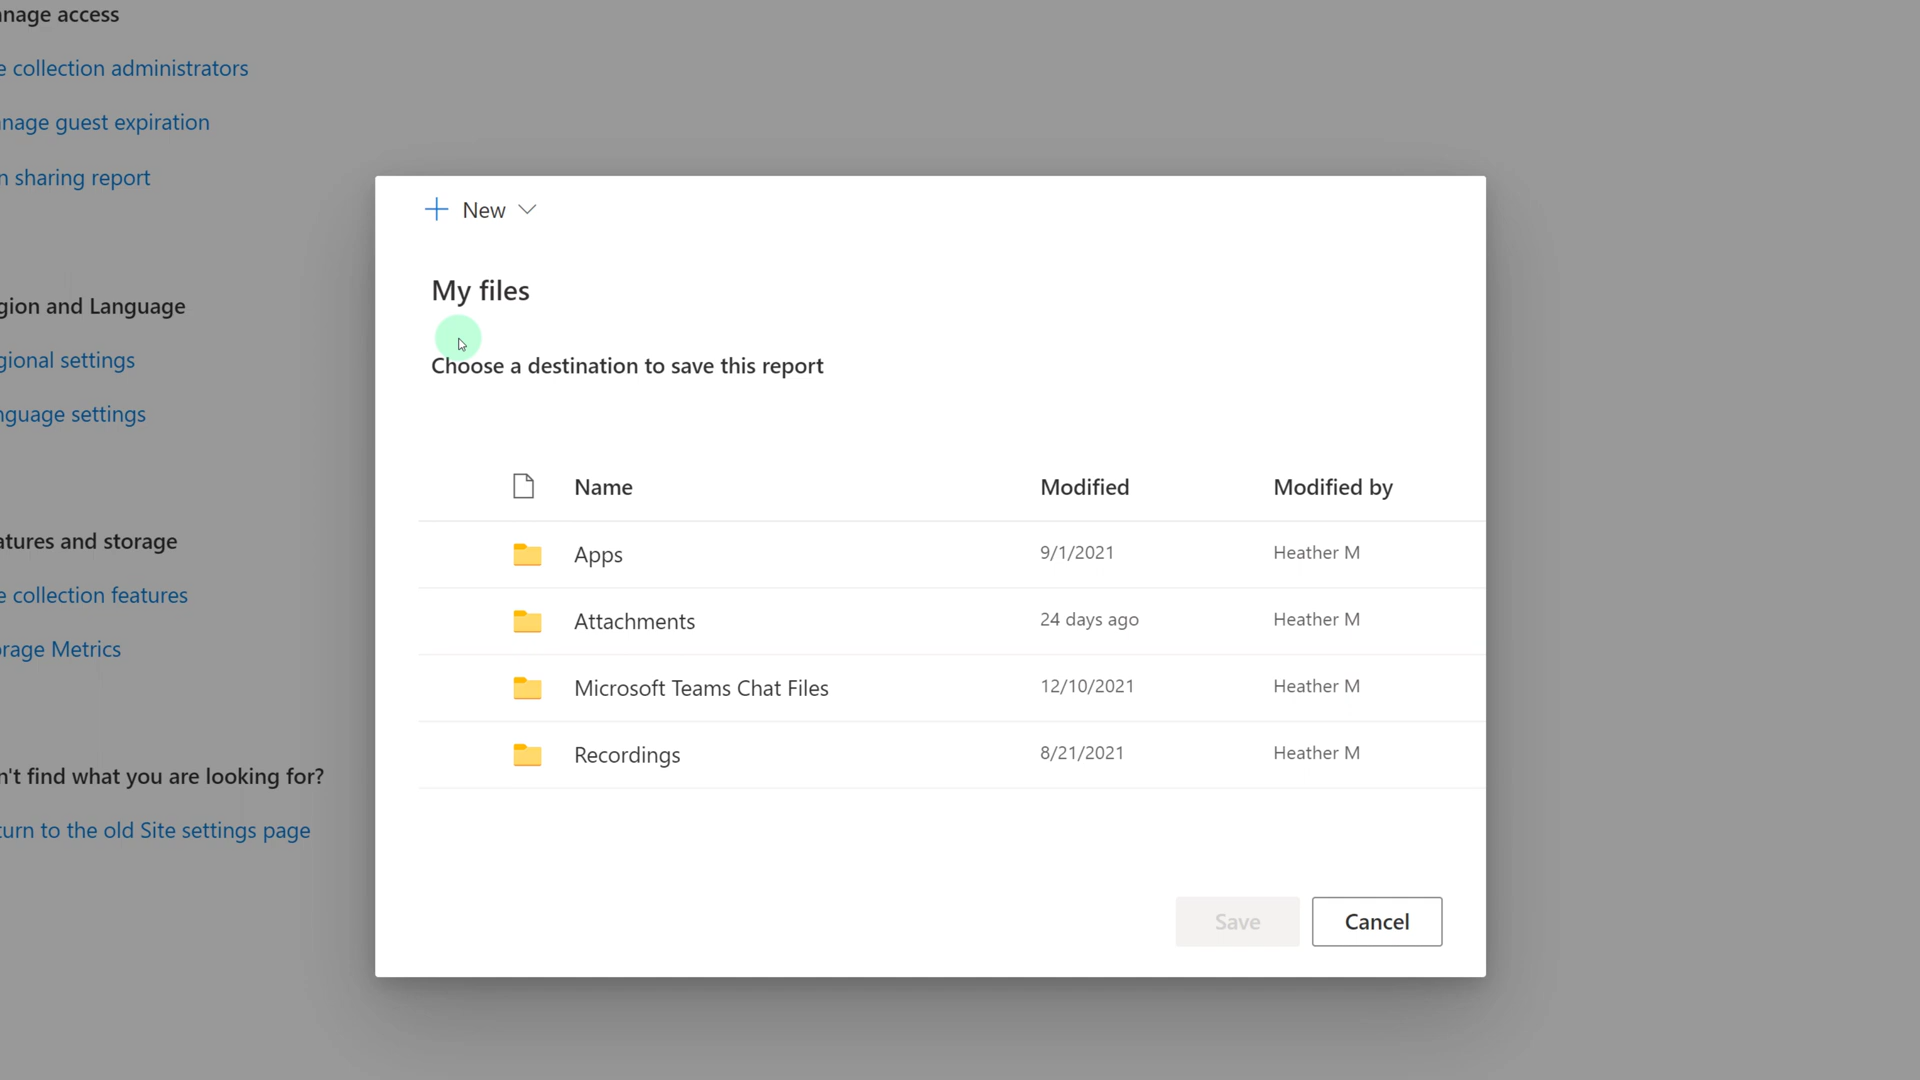 nage access
e collection administrators
nage guest expiration
n sharing report
gion and Language
gional settings
nguage settings
atures and storage
e collection features
orage Metrics
n't find what you are looking for?
turn to the old Site settings page
New
My files
Choose a destination to save this report
Name Modified Modified by
Apps 9/1/2021 Heather M
Attachments 24 days ago Heather M
Microsoft Teams Chat Files 12/10/2021 Heather M
Recordings 8/21/2021 Heather M
Save Cancel